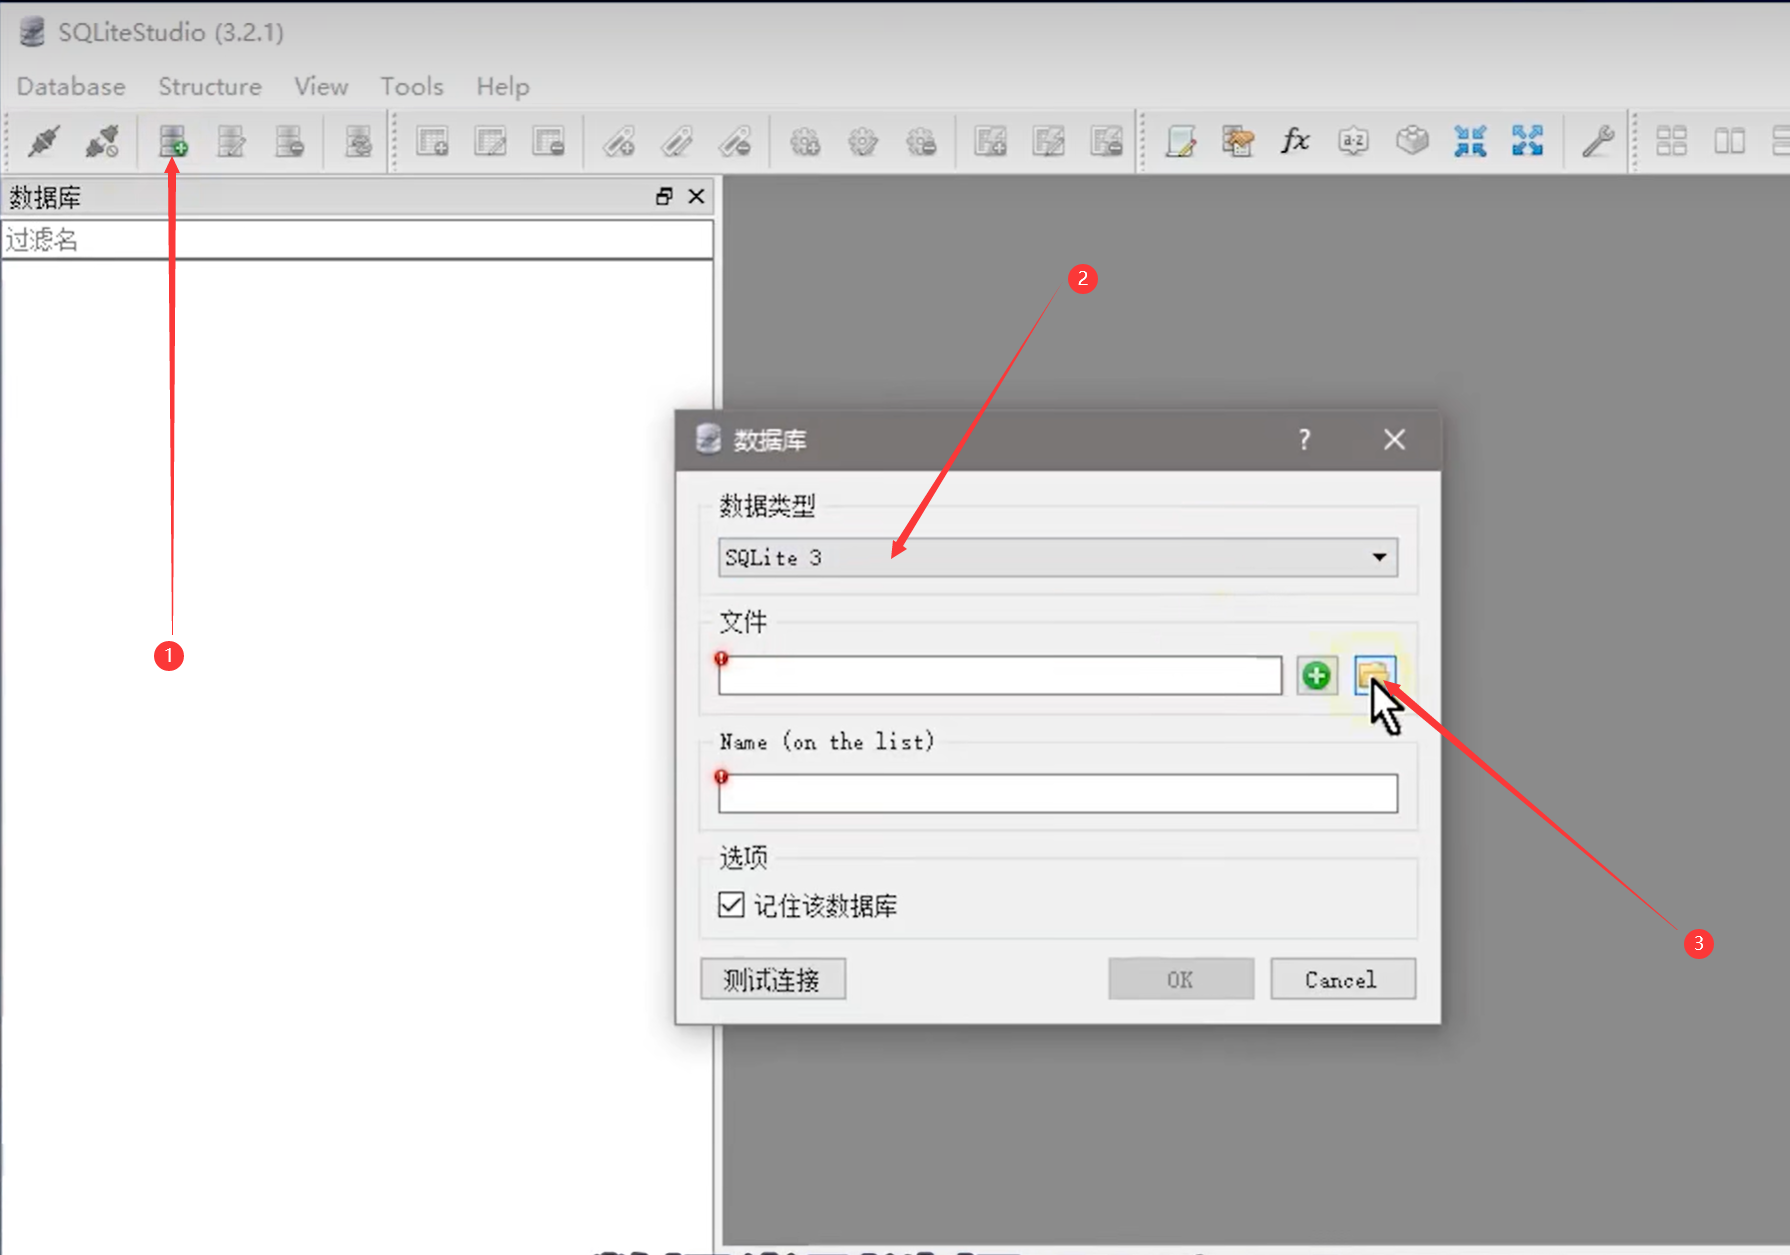 SQLiteStudio (3.2.1)
Database Structure View Tools Help
fx a-z
数据库
过滤名
2
数据库 ?
数据类型
SQLite 3
文件
1
Name (on the list)
选项
记住该数据库
3
测试连接 OK Cancel